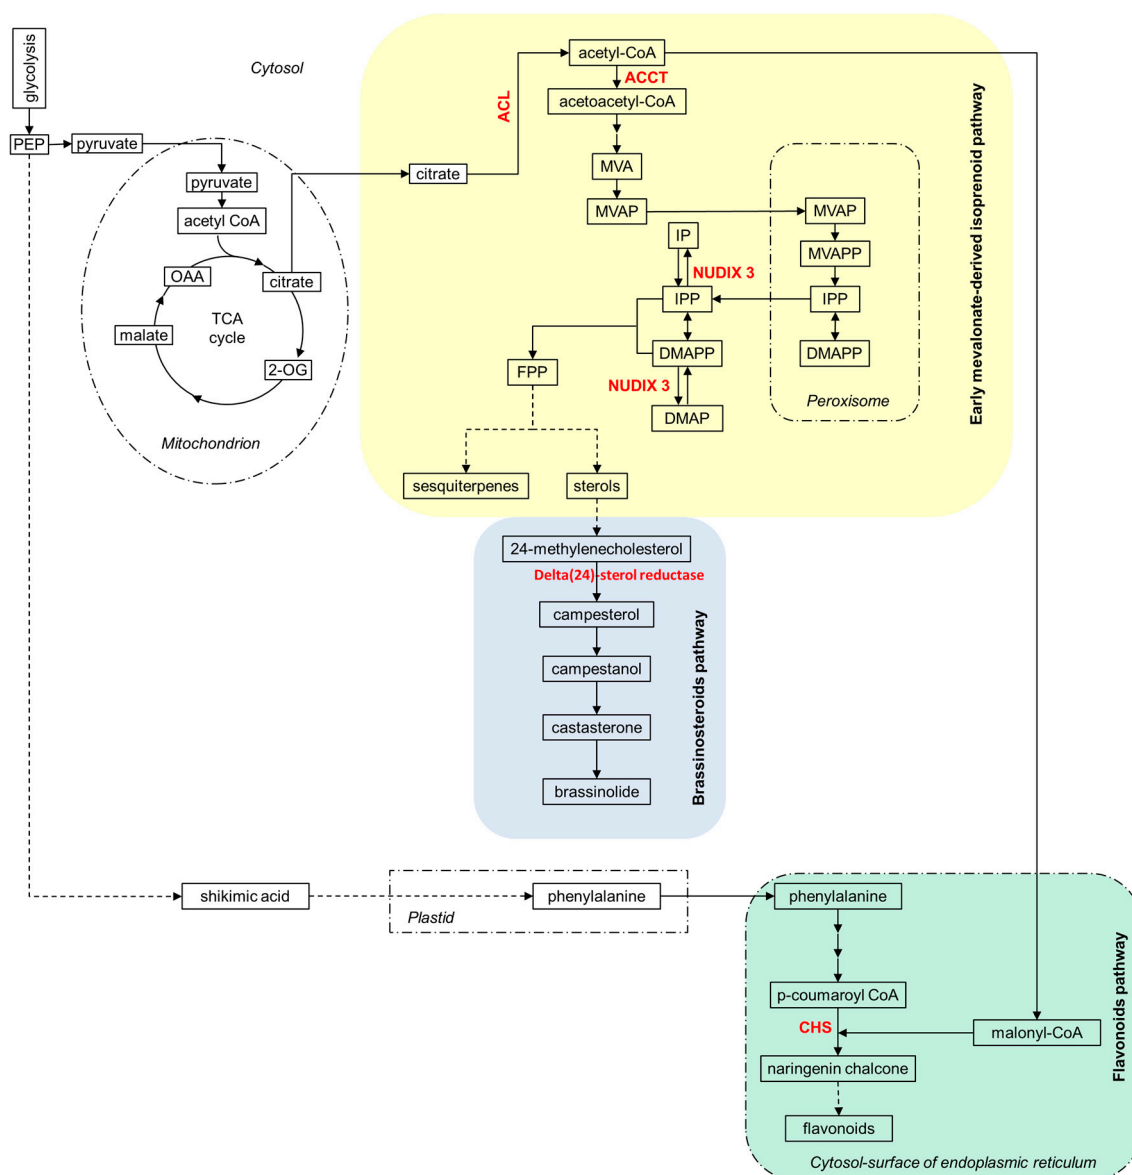 glycolysis
Cytosol
PEP
pyruvate
pyruvate
acetyl CoA
OAA
citrate
malate
TCA
cycle
2-OG
Mitochondrion
citrate
ACL
acetyl-CoA
ACCT
acetoacetyl-CoA
MVA
MVAP
MVAP
MVAPP
IPP
DMAPP
Peroxisome
IP
NUDIX 3
IPP
DMAPP
NUDIX 3
DMAP
FPP
sesquiterpenes
sterols
Early mevalonate-derived isoprenoid pathway
24-methylenecholesterol
Delta(24)-sterol reductase
campesterol
campestanol
castasterone
brassinolide
Brassinosteroids pathway
shikimic acid
phenylalanine
Plastid
phenylalanine
p-coumaroyl CoA
CHS
malonyl-CoA
naringenin chalcone
flavonoids
Cytosol-surface of endoplasmic reticulum
Flavonoids pathway